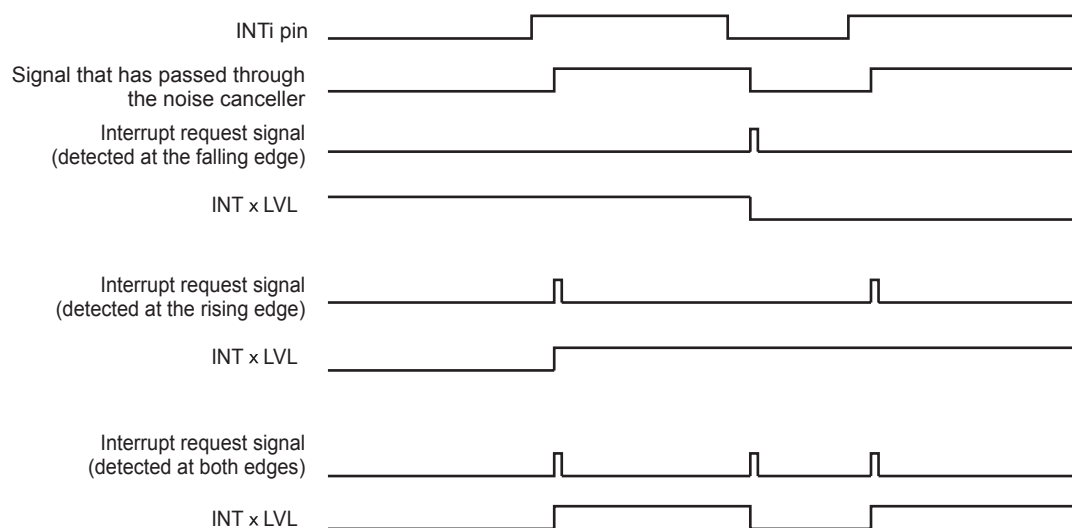 INTi pin
Signal that has passed through
the noise canceller
Interrupt request signal
(detected at the falling edge)
INT x LVL
Interrupt request signal
(detected at the rising edge)
INT x LVL
Interrupt request signal
(detected at both edges)
INT x LVL